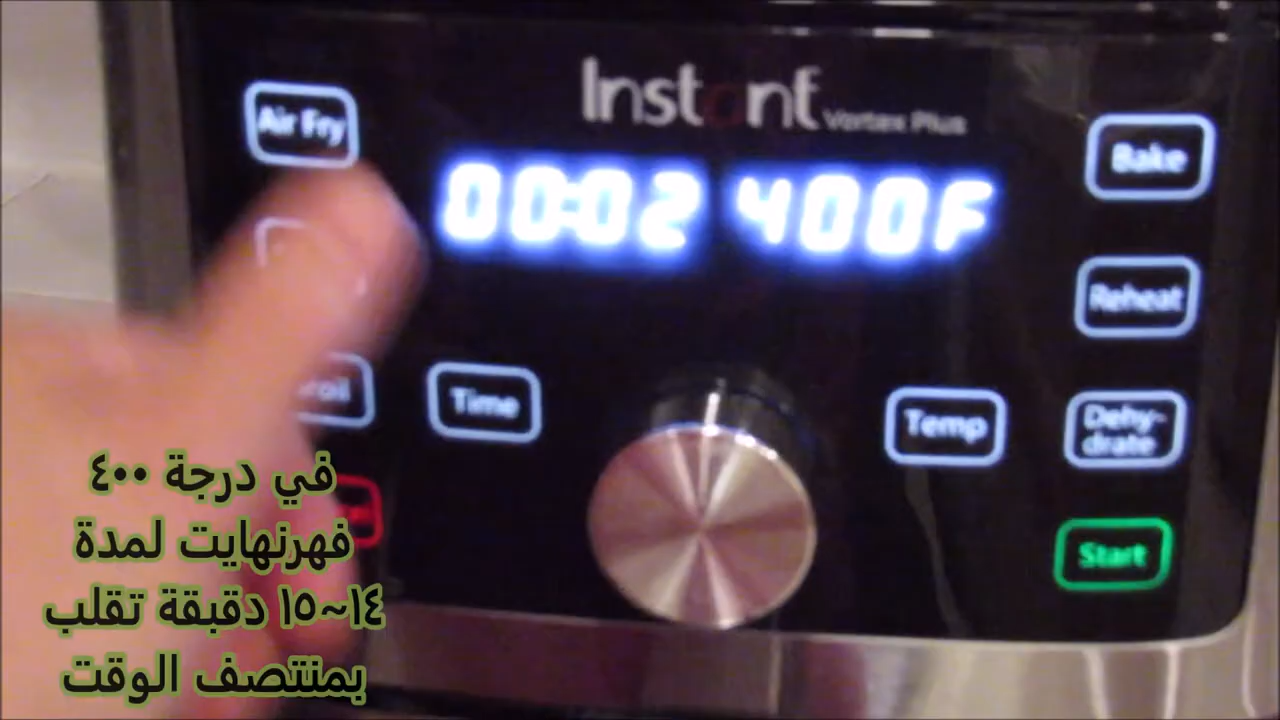 Instant Vortex Plus
Air Fry
Bake
00:02 400F
Reheat
Time
Temp
Dehy-
drate
Start
في درجة ٤٠٠
فهرنهايت لمدة
١٤~١٥ دقبقة تقلب
بمنتصف الوقت